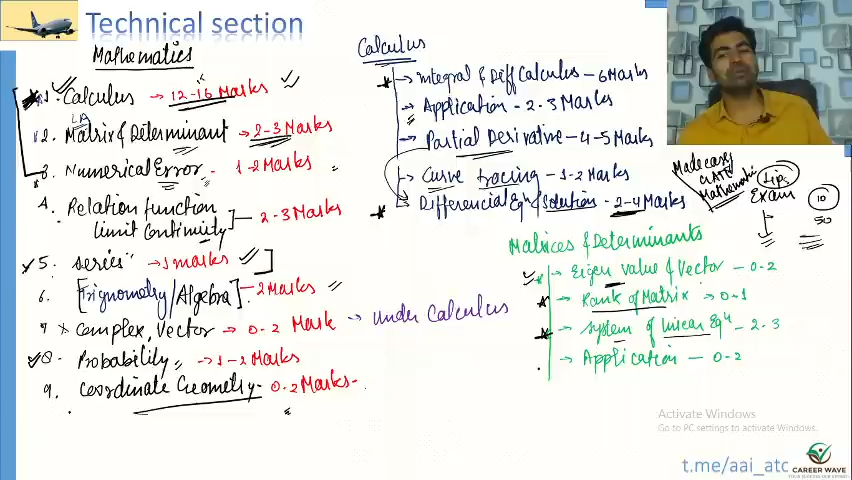 Technical section
Mathematics
1. Calculus → 12-16 Marks
LA
2. Matrix & Determinant → 2-3 Marks
3. Numerical Error - 1-2 Marks
4. Relation function
limit Continuity ]- 2-3 Marks
5. Series" → 1 marks
6. [Trignometry/Algebra] - 2 Marks
7 x Complex, Vector → 0-2 Mark → under Calculus
8. Probability → 1-2 Marks
9. Coordinate Geometry - 0-2 Marks -
Calculus
→ Integral & Diff Calculus - 6 Marks
→ Application - 2-3 Marks
→ Partial Derivative - 4-5 Marks
→ Curve tracing - 1-2 Marks
→ Differential Eqn & Solution - 2-4 Marks
Made easy
GATE
Mathematics
tips
Exam
10
50
Matrices & Determinants
Eigen value & Vector - 0-2
→ Rank of Matrix → 0-1
→ System of linear Eqn - 2-3
→ Application - 0-2
Activate Windows
Go to PC settings to activate Windows.
t.me/aai_atc
CAREER WAVE